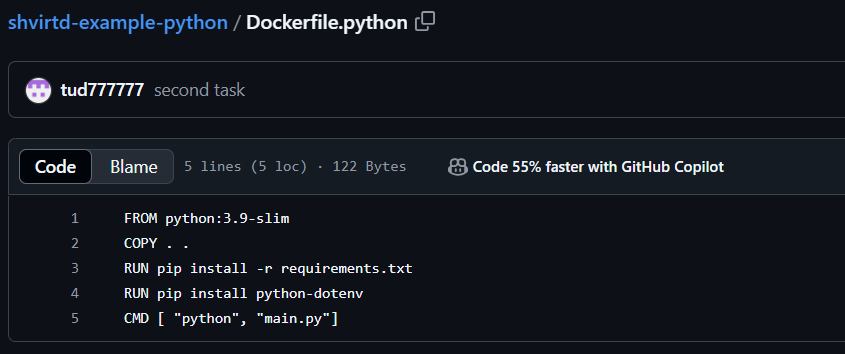 shvirtd-example-python / Dockerfile.python
tud777777 second task
Code Blame 5 lines (5 loc) · 122 Bytes Code 55% faster with GitHub Copilot
1 FROM python:3.9-slim
2 COPY . .
3 RUN pip install -r requirements.txt
4 RUN pip install python-dotenv
5 CMD [ "python", "main.py"]